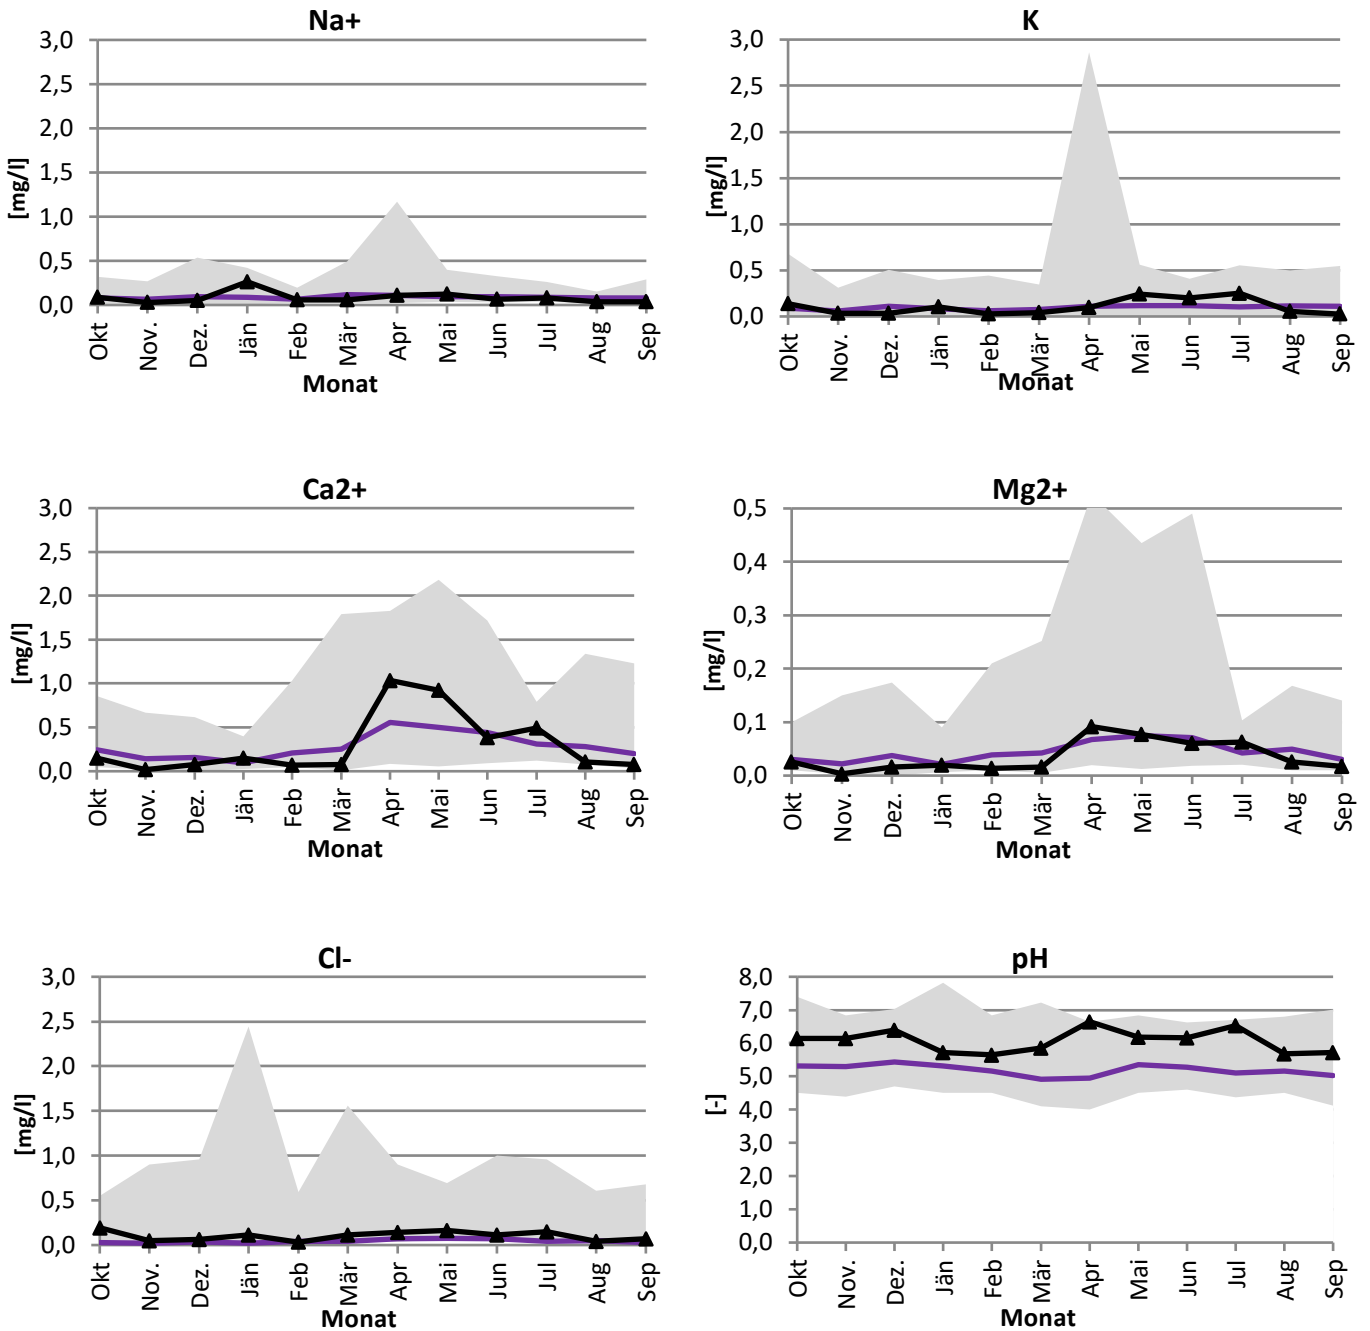 Na+
3,0
2,5
2,0
1,5
1,0
0,5
0,0
[mg/l]
Okt
Nov.
Dez.
Jän
Feb
Mär
Apr
Mai
Jun
Jul
Aug
Sep
Monat
K
3,0
2,5
2,0
1,5
1,0
0,5
0,0
[mg/l]
Okt
Nov.
Dez.
Jän
Feb
Mär
Apr
Mai
Jun
Jul
Aug
Sep
Monat
Ca2+
3,0
2,5
2,0
1,5
1,0
0,5
0,0
[mg/l]
Okt
Nov.
Dez.
Jän
Feb
Mär
Apr
Mai
Jun
Jul
Aug
Sep
Monat
Mg2+
0,5
0,4
0,3
0,2
0,1
0,0
[mg/l]
Okt
Nov.
Dez.
Jän
Feb
Mär
Apr
Mai
Jun
Jul
Aug
Sep
Monat
Cl-
3,0
2,5
2,0
1,5
1,0
0,5
0,0
[mg/l]
Okt
Nov.
Dez.
Jän
Feb
Mär
Apr
Mai
Jun
Jul
Aug
Sep
Monat
pH
8,0
7,0
6,0
5,0
4,0
3,0
2,0
1,0
0,0
[-]
Okt
Nov.
Dez.
Jän
Feb
Mär
Apr
Mai
Jun
Jul
Aug
Sep
Monat